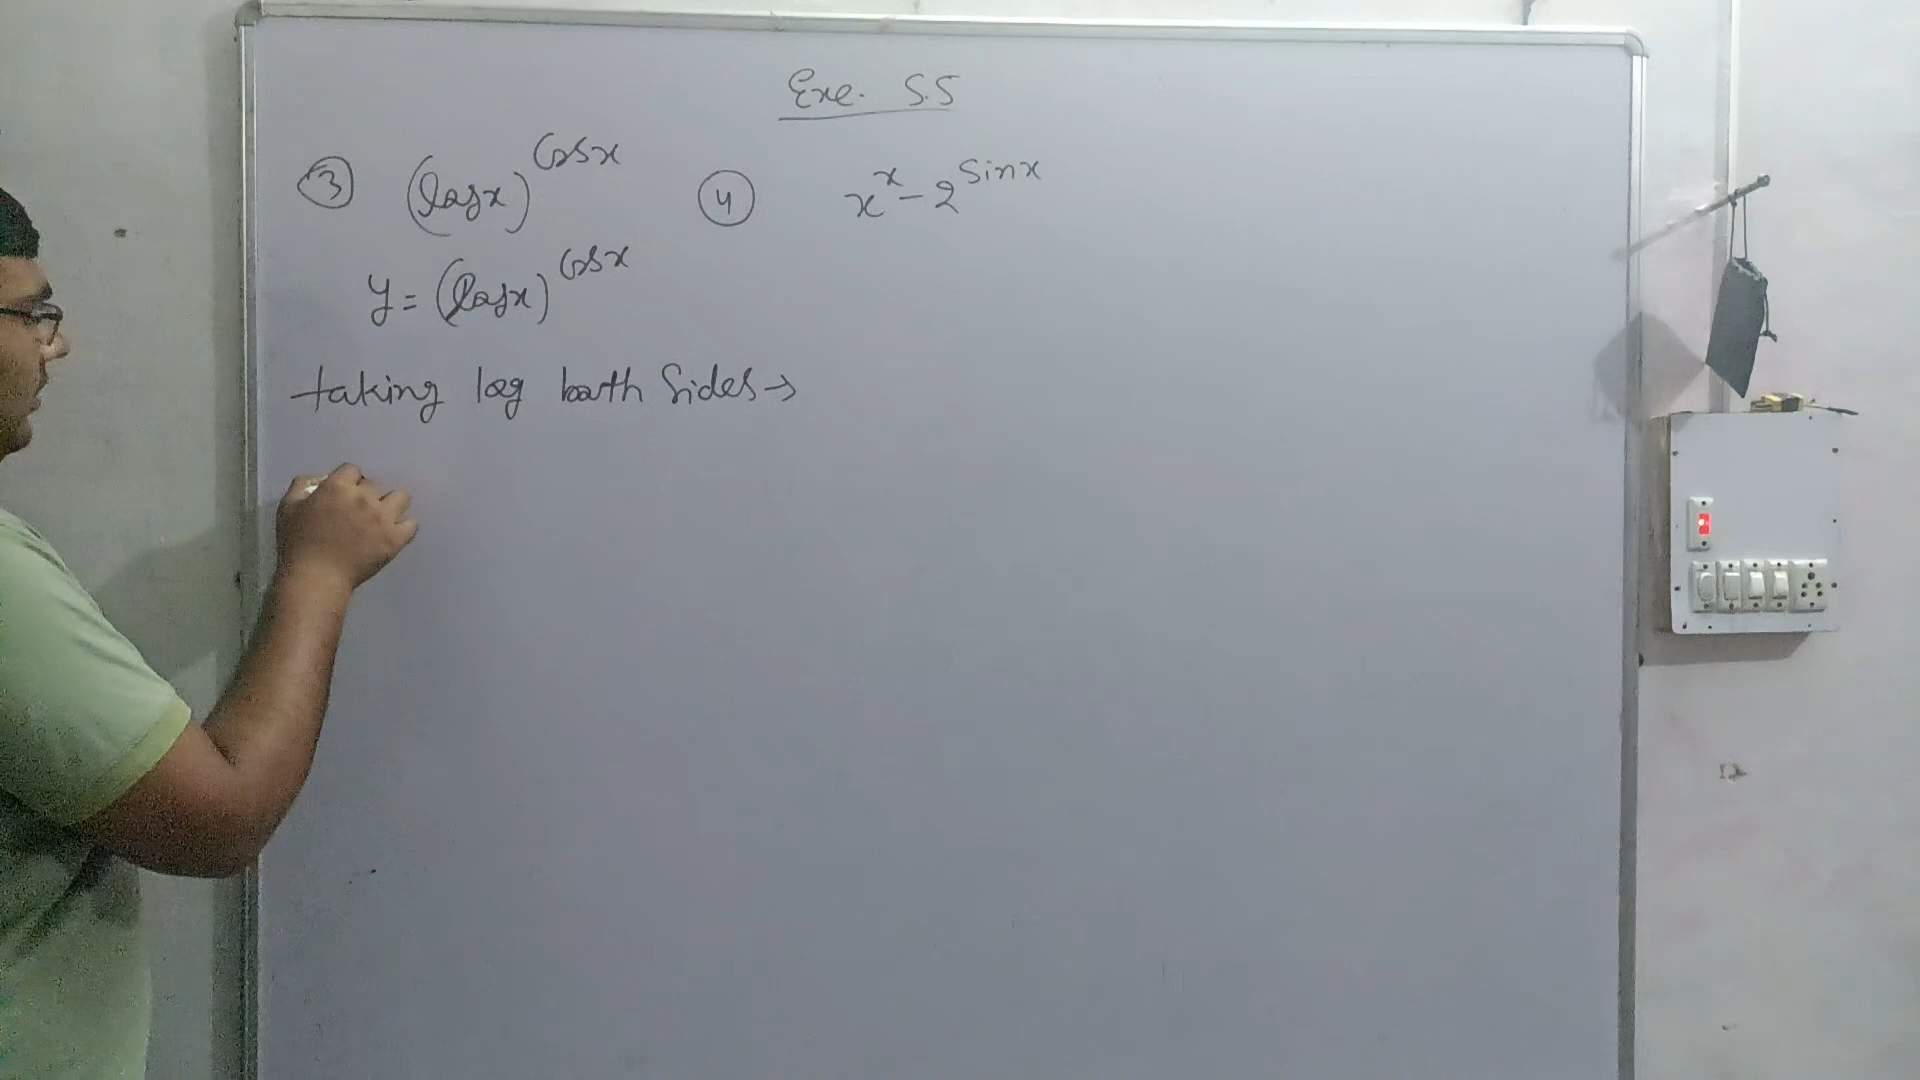 Exe. 5.5
③ (logx)^cosx ④ x^x - 2^sinx
y = (logx)^cosx
taking log both sides →